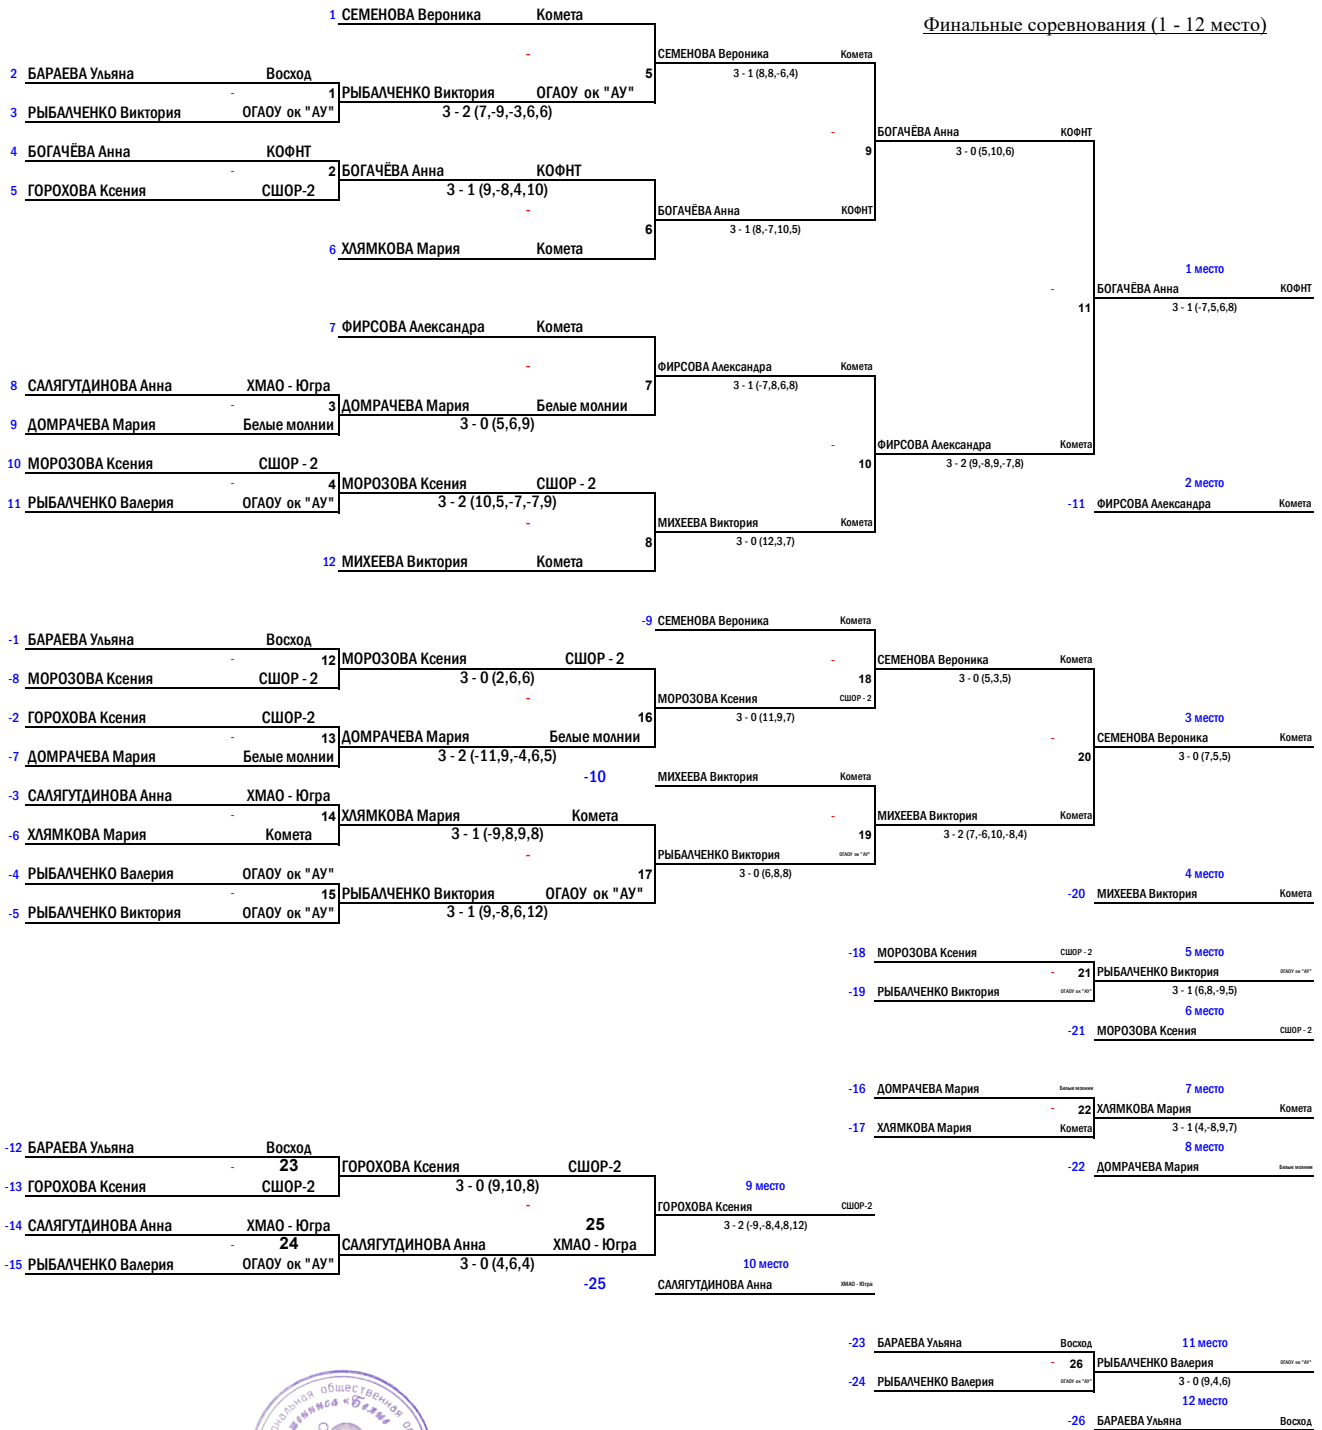 1 СЕМЕНОВА Вероника Комета
Финальные соревнования (1 - 12 место)
- СЕМЕНОВА Вероника Комета
2 БАРАЕВА Ульяна Восход 5 3 - 1 (8,8,-6,4)
- 1 РЫБАЛЧЕНКО Виктория ОГАОУ ок "АУ"
3 РЫБАЛЧЕНКО Виктория ОГАОУ ок "АУ" 3 - 2 (7,-9,-3,6,6)
- БОГАЧЁВА Анна КОФНТ
4 БОГАЧЁВА Анна КОФНТ 9 3 - 0 (5,10,6)
- 2 БОГАЧЁВА Анна КОФНТ
5 ГОРОХОВА Ксения СШОР-2 3 - 1 (9,-8,4,10)
- БОГАЧЁВА Анна КОФНТ
6 3 - 1 (8,-7,10,5)
6 ХЛЯМКОВА Мария Комета
1 место
- БОГАЧЁВА Анна КОФНТ
11 3 - 1 (-7,5,6,8)
7 ФИРСОВА Александра Комета
- ФИРСОВА Александра Комета
8 САЛЯГУТДИНОВА Анна ХМАО - Югра 7 3 - 1 (-7,8,6,8)
- 3 ДОМРАЧЕВА Мария Белые молнии
9 ДОМРАЧЕВА Мария Белые молнии 3 - 0 (5,6,9)
- ФИРСОВА Александра Комета
10 МОРОЗОВА Ксения СШОР - 2 10 3 - 2 (9,-8,9,-7,8)
- 4 МОРОЗОВА Ксения СШОР - 2 2 место
11 РЫБАЛЧЕНКО Валерия ОГАОУ ок "АУ" 3 - 2 (10,5,-7,-7,9) -11 ФИРСОВА Александра Комета
- МИХЕЕВА Виктория Комета
8 3 - 0 (12,3,7)
12 МИХЕЕВА Виктория Комета
-9 СЕМЕНОВА Вероника Комета
-1 БАРАЕВА Ульяна Восход
- 12 МОРОЗОВА Ксения СШОР - 2 - СЕМЕНОВА Вероника Комета
-8 МОРОЗОВА Ксения СШОР - 2 3 - 0 (2,6,6) 18 3 - 0 (5,3,5)
- МОРОЗОВА Ксения СШОР - 2
-2 ГОРОХОВА Ксения СШОР-2 16 3 - 0 (11,9,7) 3 место
- 13 ДОМРАЧЕВА Мария Белые молнии - СЕМЕНОВА Вероника Комета
-7 ДОМРАЧЕВА Мария Белые молнии 3 - 2 (-11,9,-4,6,5) 20 3 - 0 (7,5,5)
-10 МИХЕЕВА Виктория Комета
-3 САЛЯГУТДИНОВА Анна ХМАО - Югра
- 14 ХЛЯМКОВА Мария Комета - МИХЕЕВА Виктория Комета
-6 ХЛЯМКОВА Мария Комета 3 - 1 (-9,8,9,8) 19 3 - 2 (7,-6,10,-8,4)
- РЫБАЛЧЕНКО Виктория ОГАОУ ок "АУ"
-4 РЫБАЛЧЕНКО Валерия ОГАОУ ок "АУ" 17 3 - 0 (6,8,8) 4 место
- 15 РЫБАЛЧЕНКО Виктория ОГАОУ ок "АУ" -20 МИХЕЕВА Виктория Комета
-5 РЫБАЛЧЕНКО Виктория ОГАОУ ок "АУ" 3 - 1 (9,-8,6,12)
-18 МОРОЗОВА Ксения СШОР - 2 5 место
- 21 РЫБАЛЧЕНКО Виктория ОГАОУ ок "АУ"
-19 РЫБАЛЧЕНКО Виктория ОГАОУ ок "АУ" 3 - 1 (6,8,-9,5)
6 место
-21 МОРОЗОВА Ксения СШОР - 2
-16 ДОМРАЧЕВА Мария Белые молнии 7 место
- 22 ХЛЯМКОВА Мария Комета
-17 ХЛЯМКОВА Мария Комета 3 - 1 (4,-8,9,7)
-12 БАРАЕВА Ульяна Восход 8 место
- 23 ГОРОХОВА Ксения СШОР-2 -22 ДОМРАЧЕВА Мария Белые молнии
-13 ГОРОХОВА Ксения СШОР-2 3 - 0 (9,10,8) 9 место
- ГОРОХОВА Ксения СШОР-2
-14 САЛЯГУТДИНОВА Анна ХМАО - Югра 25 3 - 2 (-9,-8,4,8,12)
- 24 САЛЯГУТДИНОВА Анна ХМАО - Югра
-15 РЫБАЛЧЕНКО Валерия ОГАОУ ок "АУ" 3 - 0 (4,6,4) 10 место
-25 САЛЯГУТДИНОВА Анна ХМАО - Югра
-23 БАРАЕВА Ульяна Восход 11 место
- 26 РЫБАЛЧЕНКО Валерия ОГАОУ ок "АУ"
-24 РЫБАЛЧЕНКО Валерия ОГАОУ ок "АУ" 3 - 0 (9,4,6)
12 место
-26 БАРАЕВА Ульяна Восход
общественная
«Белые